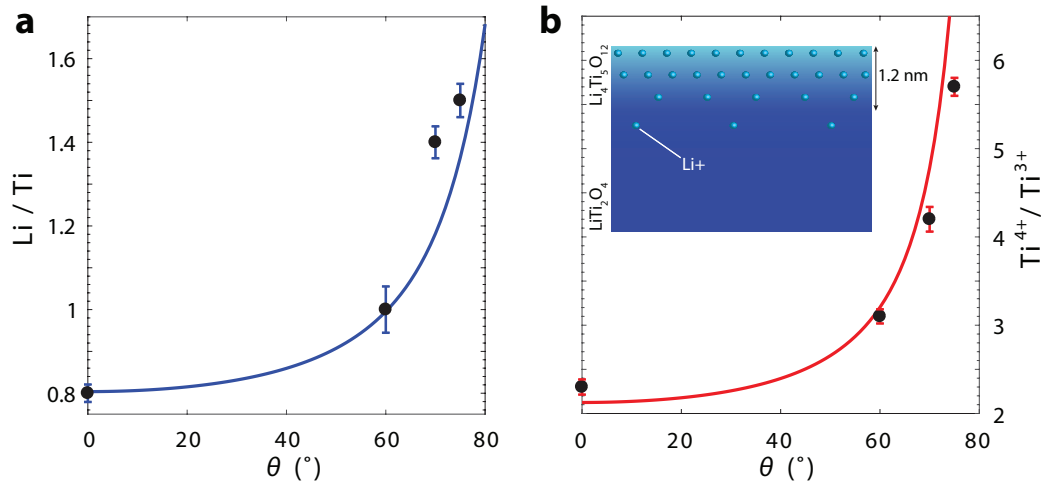 a
Li / Ti
1.6
1.4
1.2
1
0.8
0
20
40
60
80
θ (°)
b
Li₄Ti₅O₁₂
LiTi₂O₄
Li+
1.2 nm
Ti⁴⁺/ Ti³⁺
6
5
4
3
2
0
20
40
60
80
θ (°)